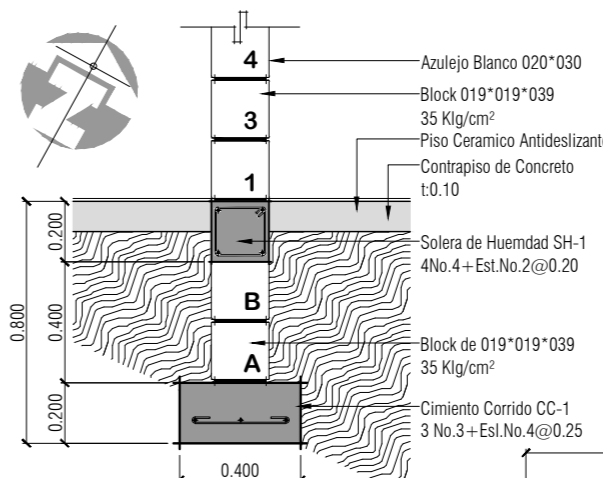 4
3
1
B
A
Azulejo Blanco 020*030
Block 019*019*039
35 Klg/cm²
Piso Ceramico Antideslizante
Contrapiso de Concreto
t:0.10
Solera de Huemdad SH-1
4No.4+Est.No.2@0.20
Block de 019*019*039
35 Klg/cm²
Cimiento Corrido CC-1
3 No.3+Esl.No.4@0.25
0.800
0.200
0.400
0.200
0.400